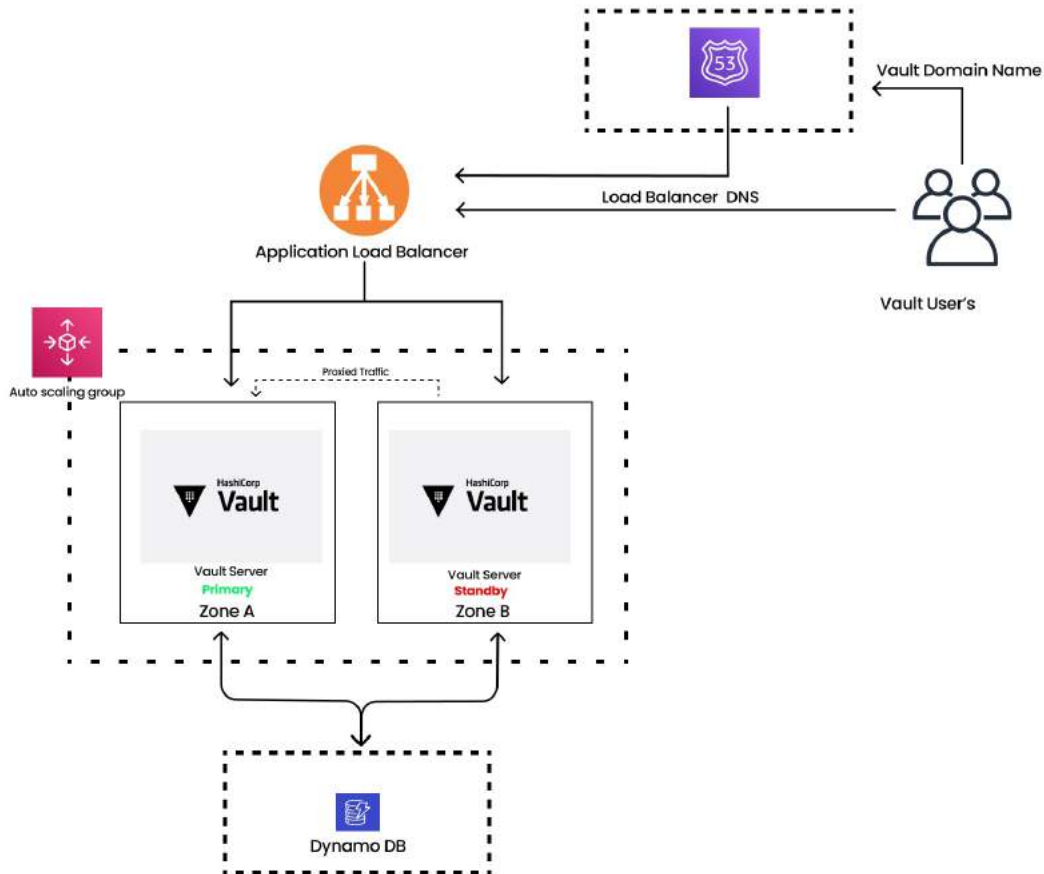 53
Vault Domain Name
Load Balancer DNS
Application Load Balancer
Vault User's
Auto scaling group
Proxied Traffic
HashiCorp
Vault
HashiCorp
Vault
Vault Server
Primary
Zone A
Vault Server
Standby
Zone B
Dynamo DB